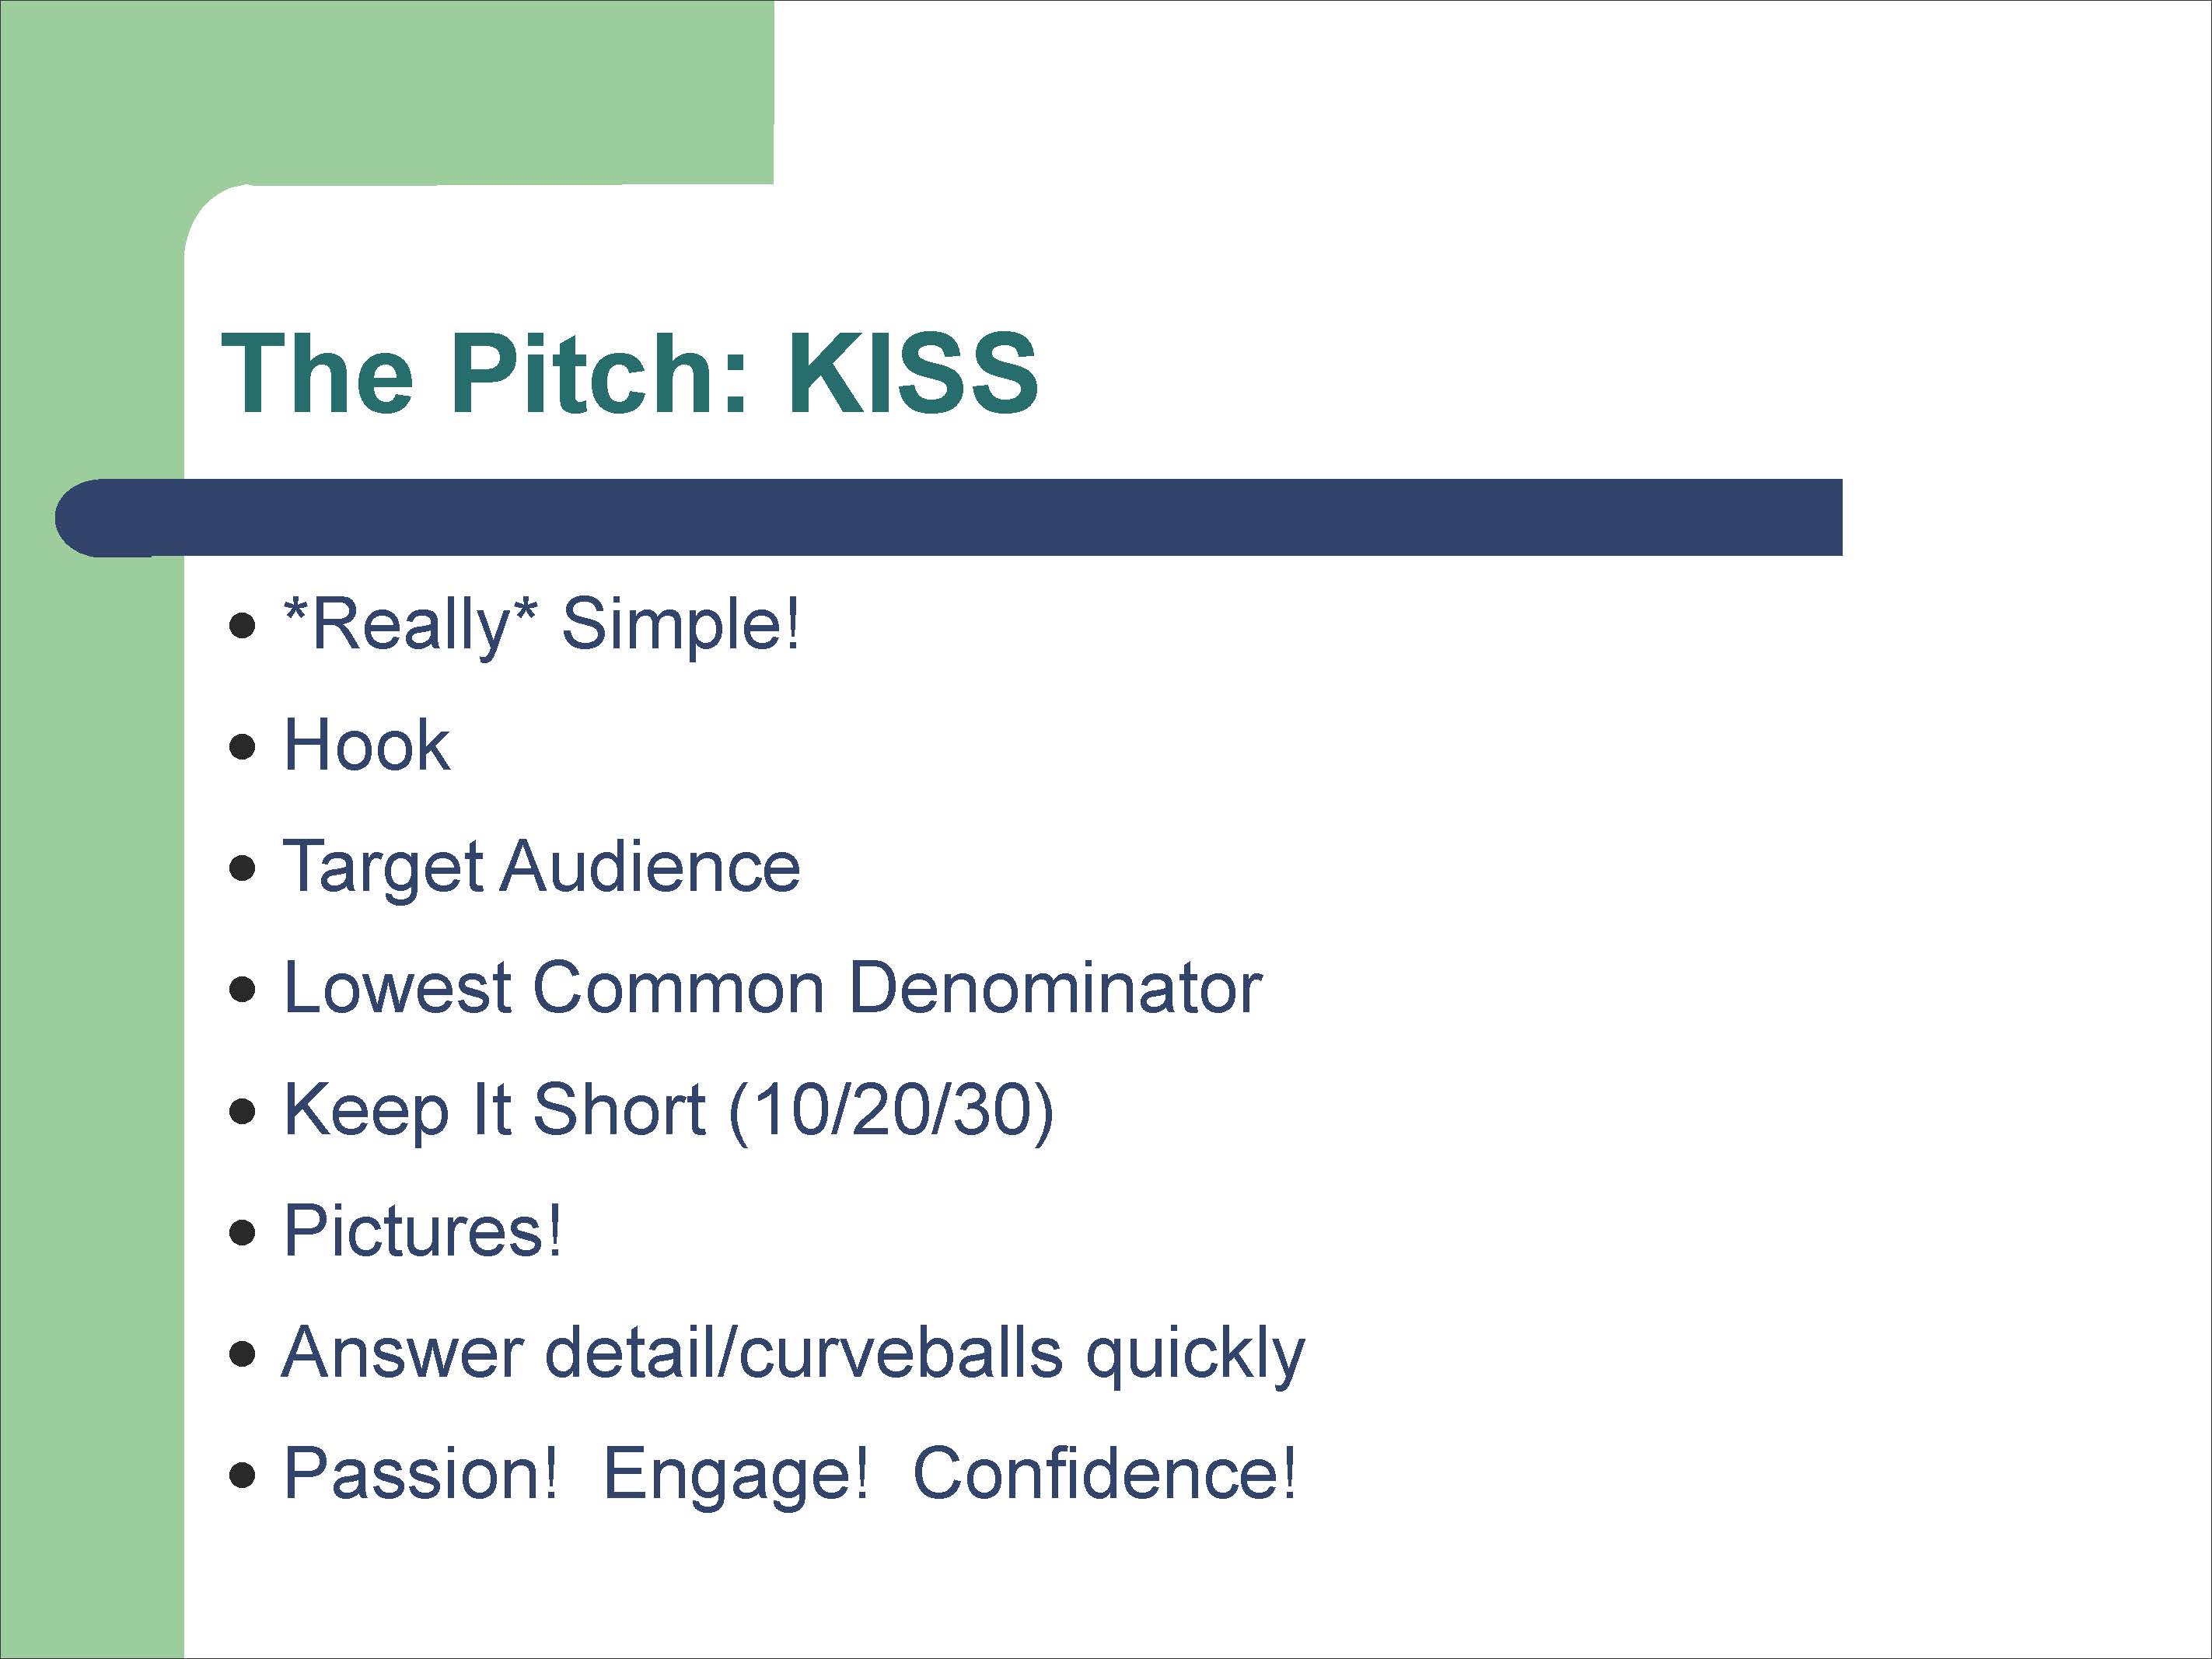 The Pitch: KISS
*Really* Simple!
Hook
Target Audience
Lowest Common Denominator
Keep It Short (10/20/30)
Pictures!
Answer detail/curveballs quickly
Passion!  Engage!  Confidence!